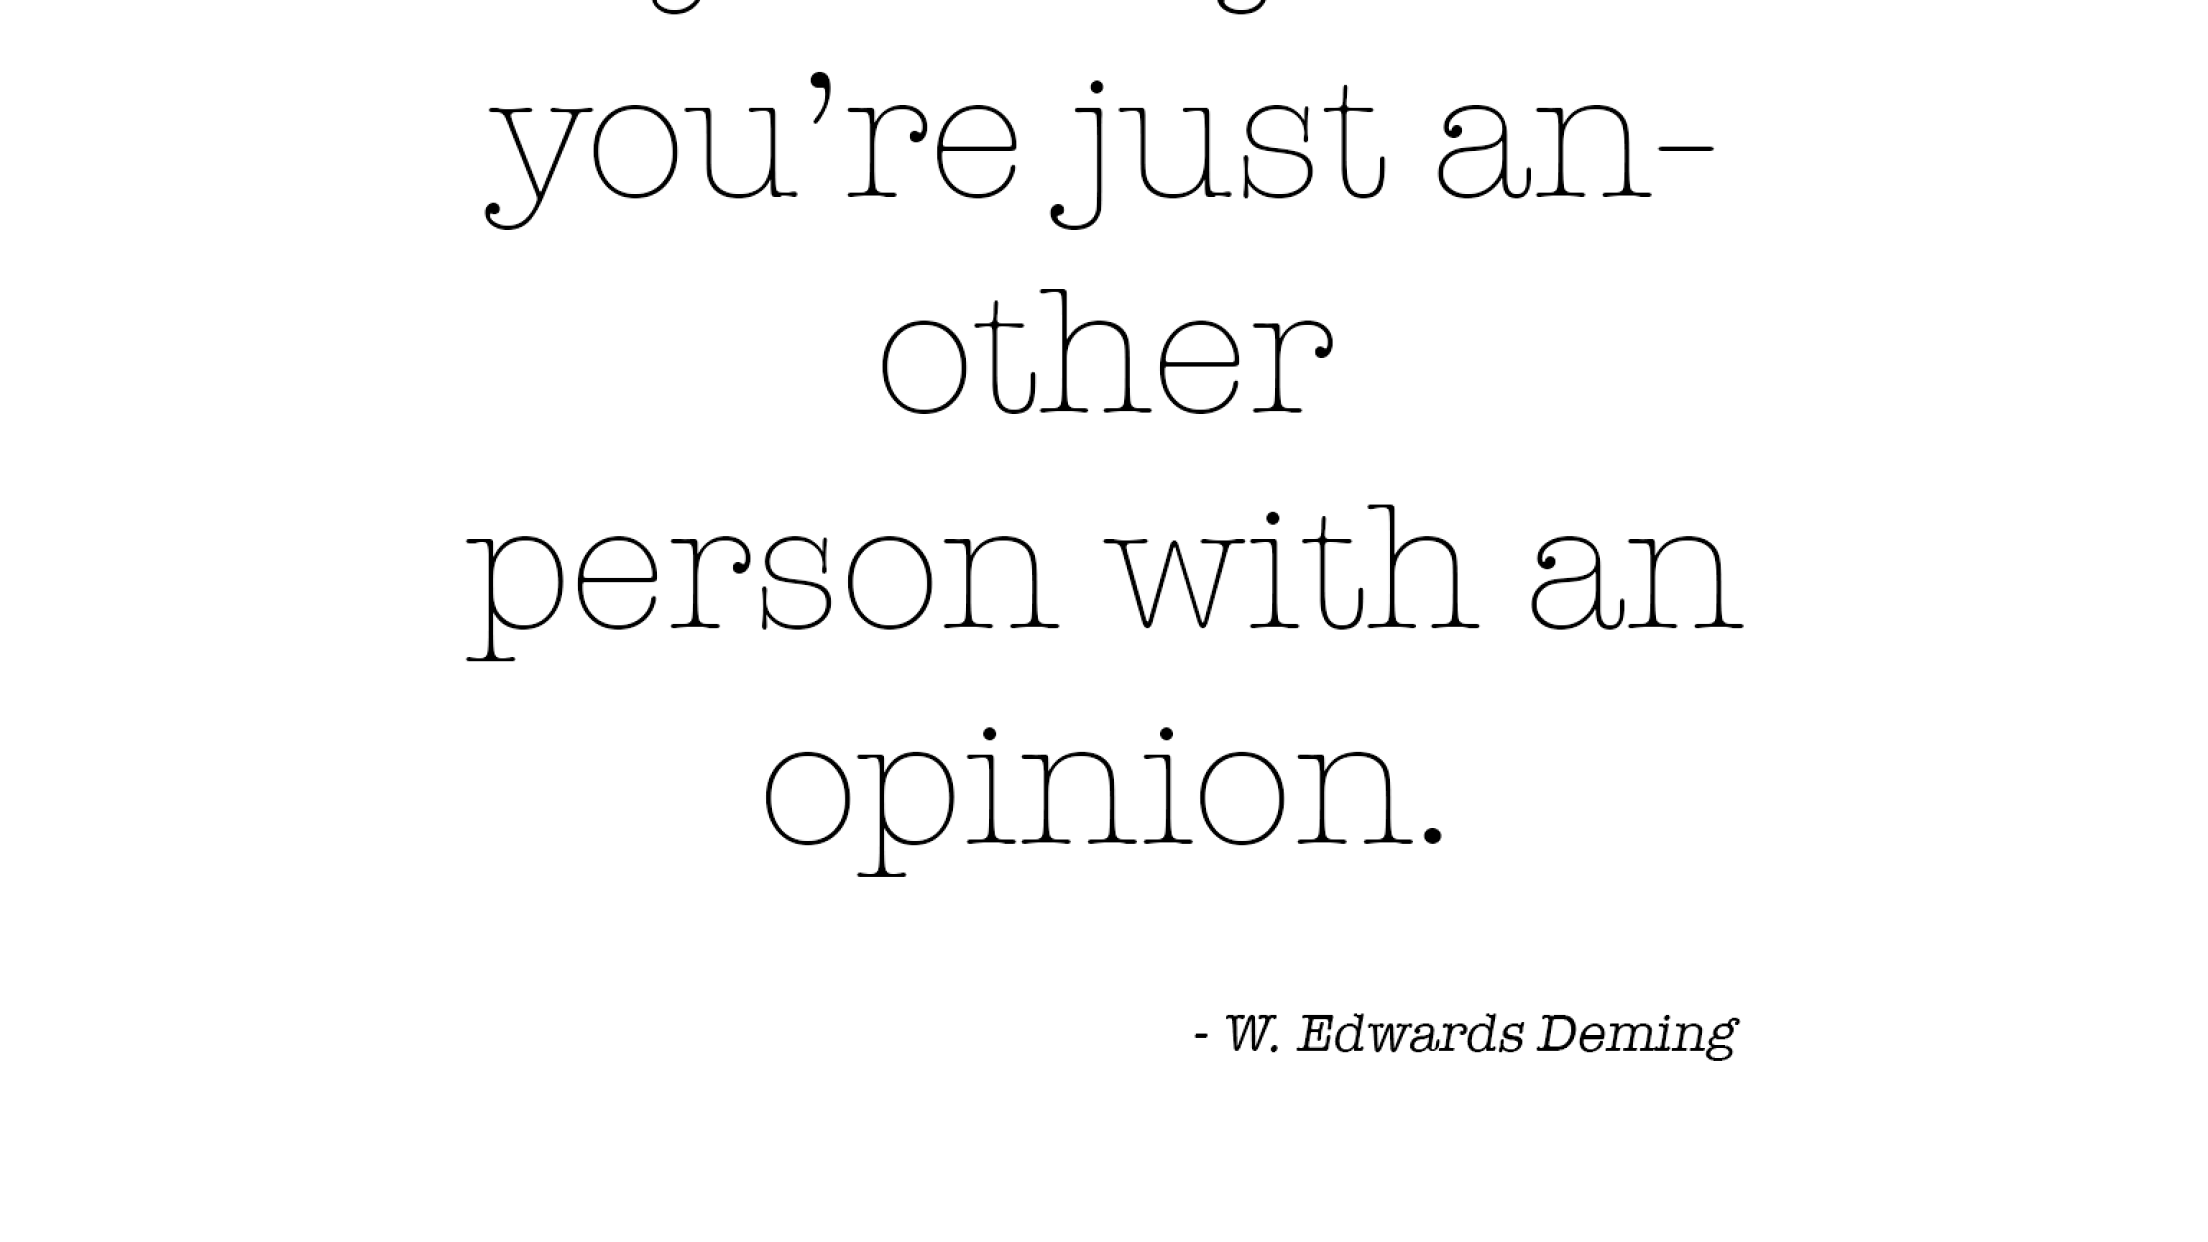 you’re just an-
other
person with an
opinion.
- W. Edwards Deming